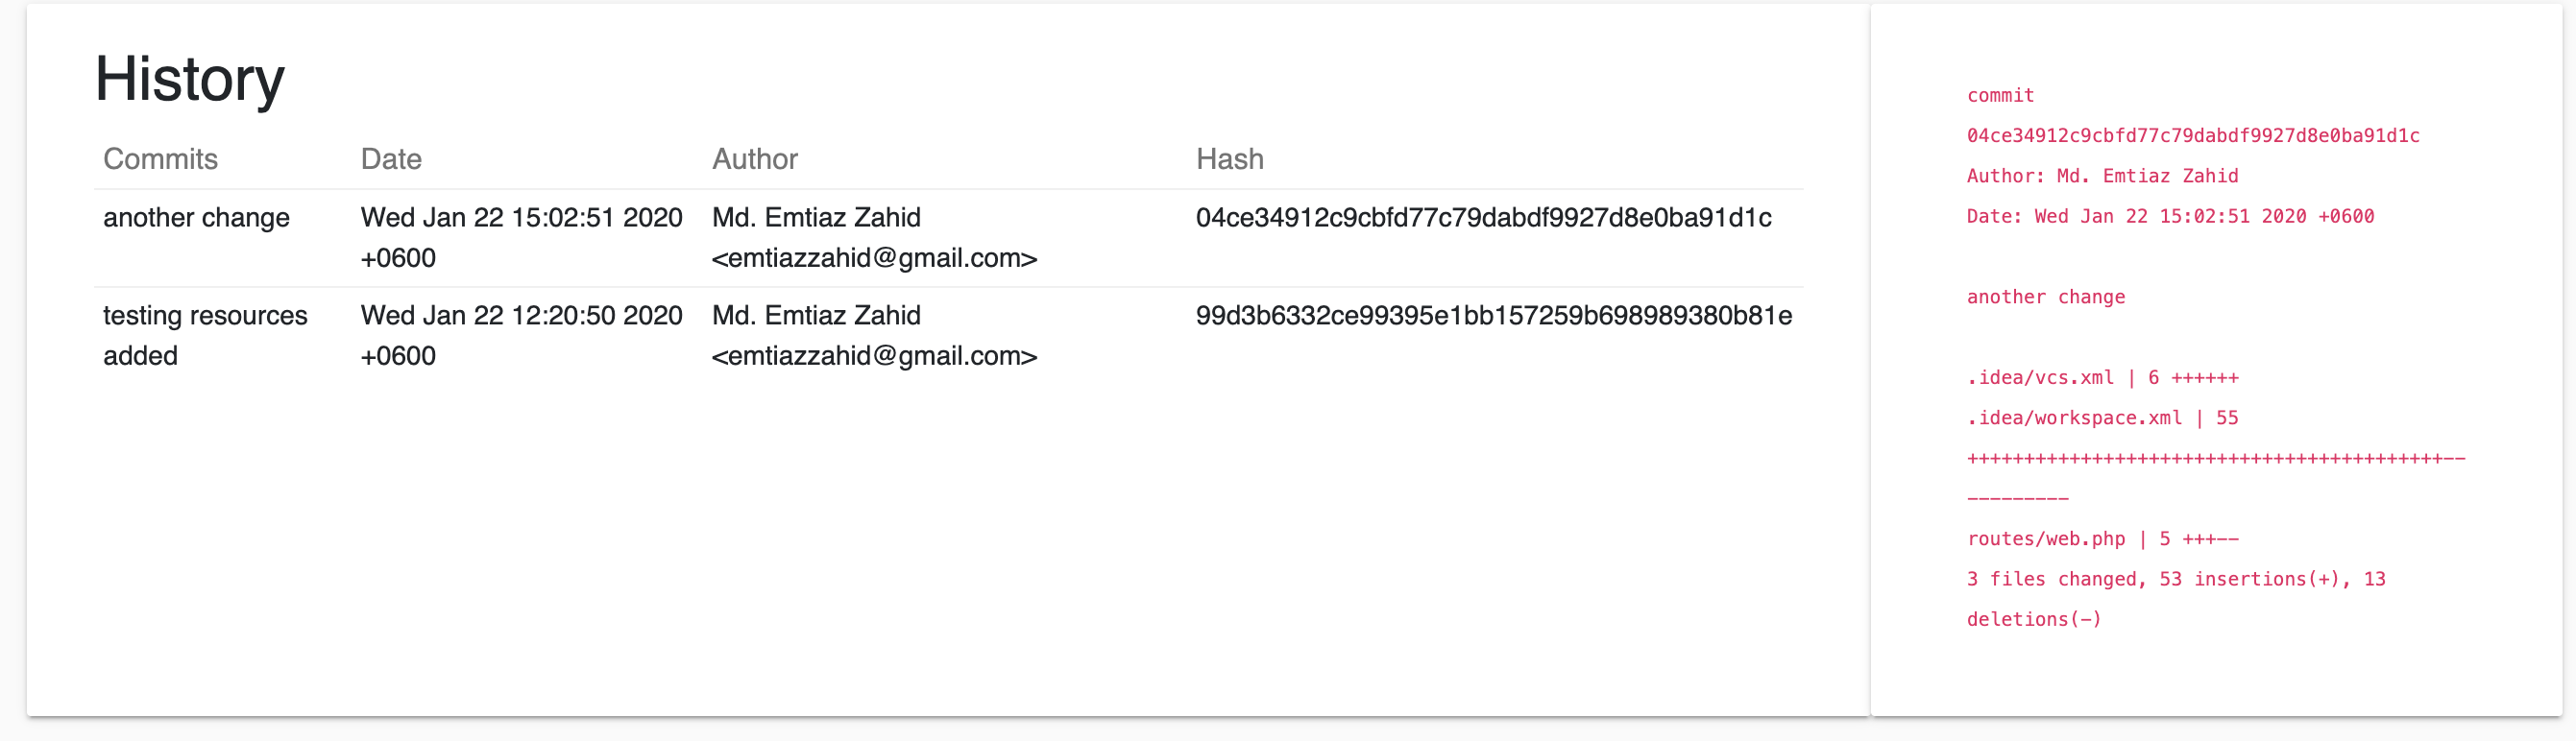 History
Commits Date Author Hash
another change Wed Jan 22 15:02:51 2020 Md. Emtiaz Zahid 04ce34912c9cbfd77c79dabdf9927d8e0ba91d1c
+0600 <emtiazzahid@gmail.com>
testing resources Wed Jan 22 12:20:50 2020 Md. Emtiaz Zahid 99d3b6332ce99395e1bb157259b698989380b81e
added +0600 <emtiazzahid@gmail.com>
commit
04ce34912c9cbfd77c79dabdf9927d8e0ba91d1c
Author: Md. Emtiaz Zahid
Date: Wed Jan 22 15:02:51 2020 +0600
another change
.idea/vcs.xml | 6 ++++++
.idea/workspace.xml | 55
++++++++++++++++++++++++++++++++++++++++++--
---------
routes/web.php | 5 +++--
3 files changed, 53 insertions(+), 13
deletions(-)